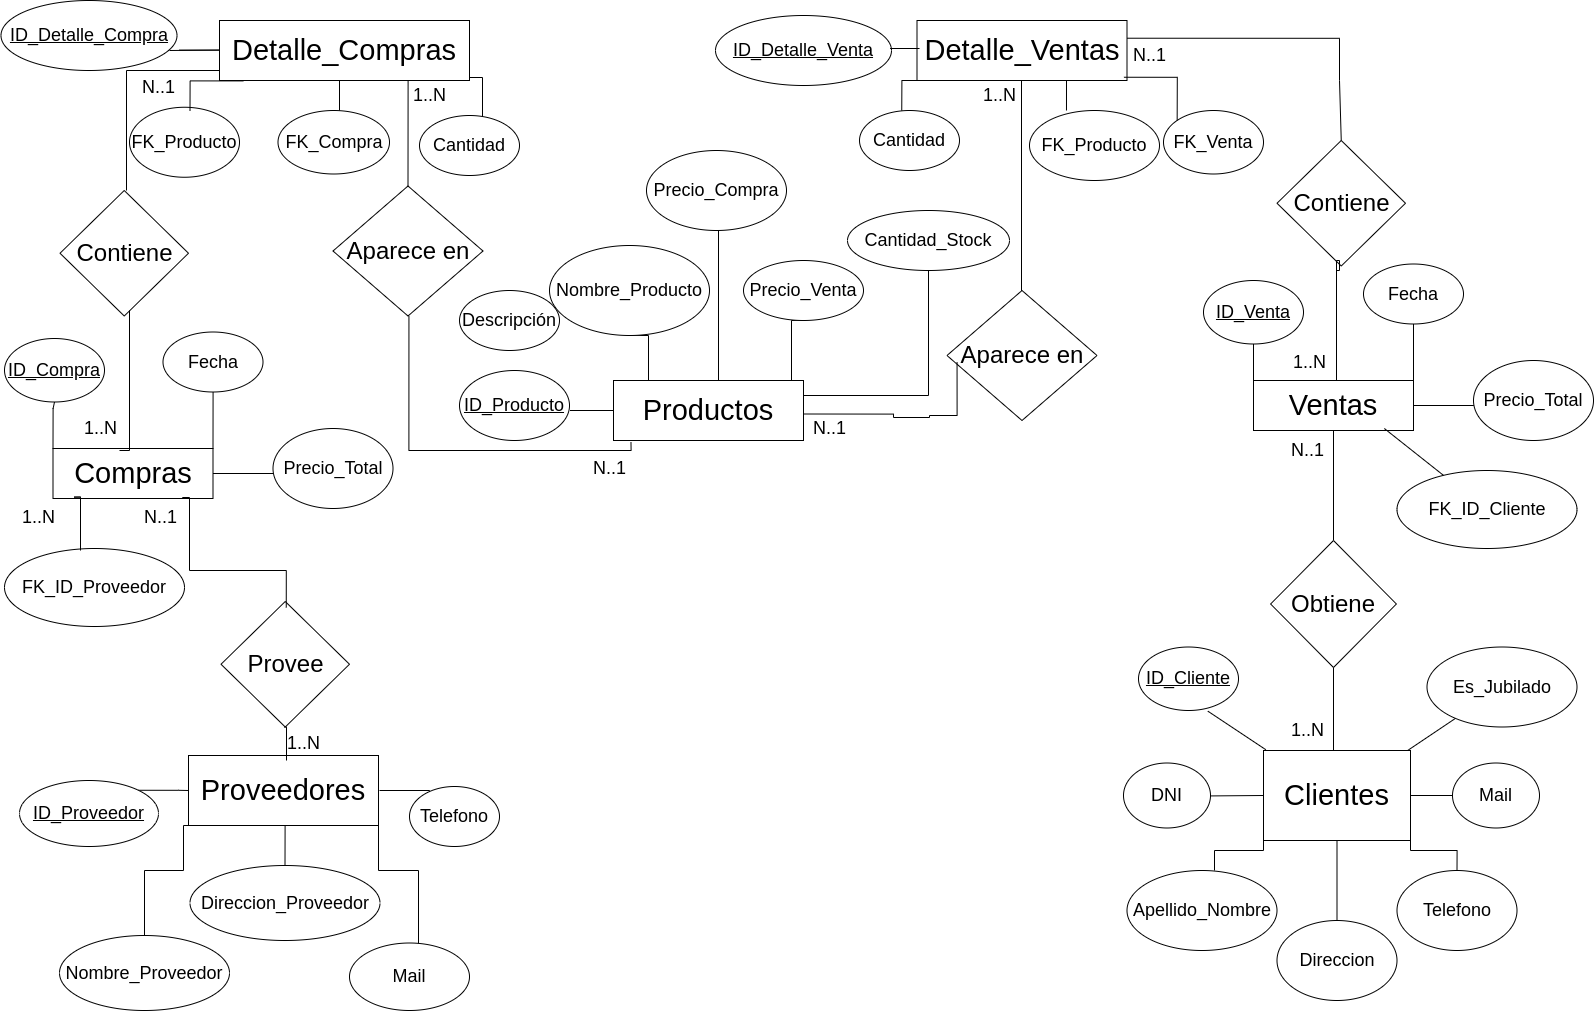 ID_Detalle_Compra
Detalle_Compras
N..1
1..N
FK_Producto
FK_Compra
Cantidad
Contiene
Aparece en
ID_Detalle_Venta
Detalle_Ventas
N..1
1..N
Cantidad
FK_Producto
FK_Venta
Contiene
Precio_Compra
Cantidad_Stock
Nombre_Producto
Precio_Venta
Descripción
ID_Producto
Productos
N..1
N..1
Aparece en
ID_Venta
Fecha
1..N
Ventas
Precio_Total
N..1
FK_ID_Cliente
ID_Compra
Fecha
1..N
Compras
Precio_Total
1..N
N..1
FK_ID_Proveedor
Provee
1..N
Proveedores
ID_Proveedor
Telefono
Direccion_Proveedor
Nombre_Proveedor
Mail
Obtiene
ID_Cliente
Es_Jubilado
1..N
Clientes
DNI
Mail
Apellido_Nombre
Telefono
Direccion